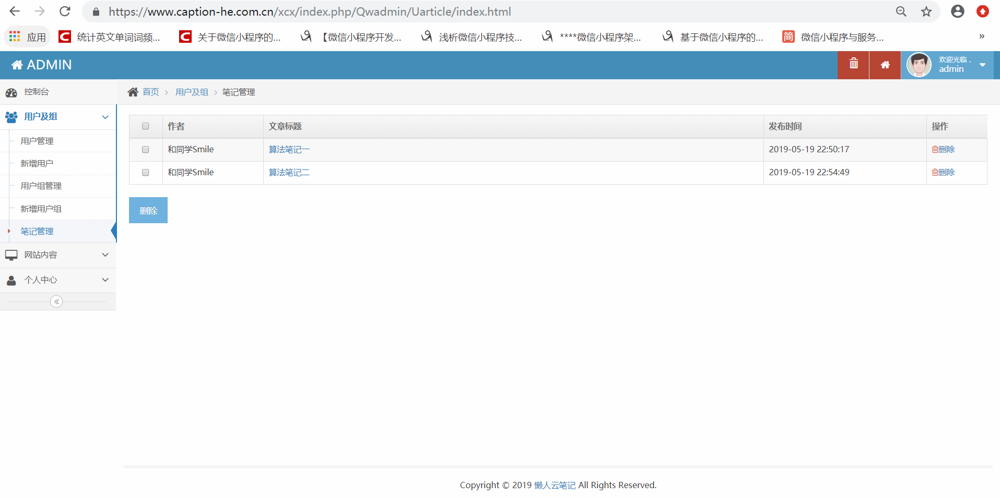 https://www.caption-he.com.cn/xcx/index.php/Qwadmin/Uarticle/index.html
应用 统计英文单词词频... 关于微信小程序的... 【微信小程序开发... 浅析微信小程序技... ****微信小程序架... 基于微信小程序的... 简 微信小程序与服务... »
ADMIN 欢迎光临，
admin
控制台 首页 > 用户及组 > 笔记管理
用户及组
用户管理
新增用户
用户组管理
新增用户组
笔记管理
网站内容
个人中心
作者 文章标题 发布时间 操作
和同学Smile 算法笔记一 2019-05-19 22:50:17 删除
和同学Smile 算法笔记二 2019-05-19 22:54:49 删除
删除
Copyright © 2019 懒人云笔记 All Rights Reserved.